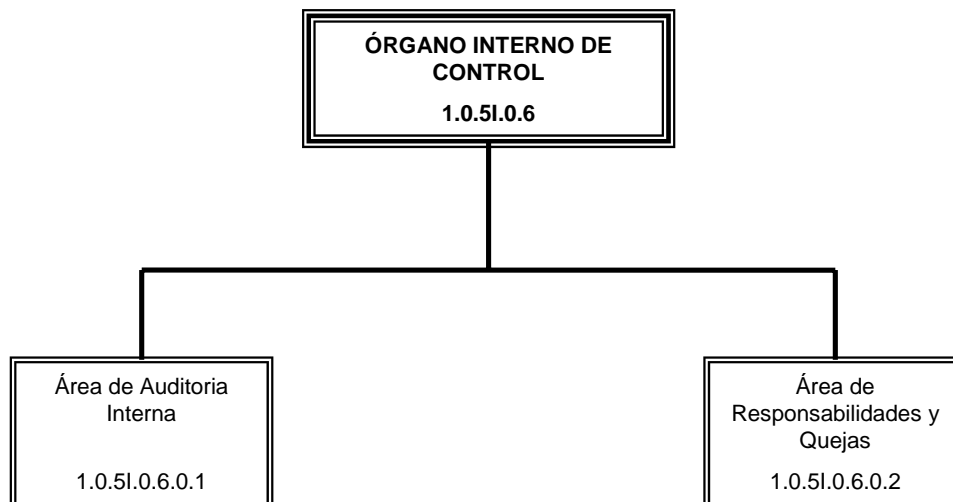 ÓRGANO INTERNO DE
CONTROL
1.0.5I.0.6
Área de Auditoria
Interna
1.0.5I.0.6.0.1
Área de
Responsabilidades y
Quejas
1.0.5I.0.6.0.2